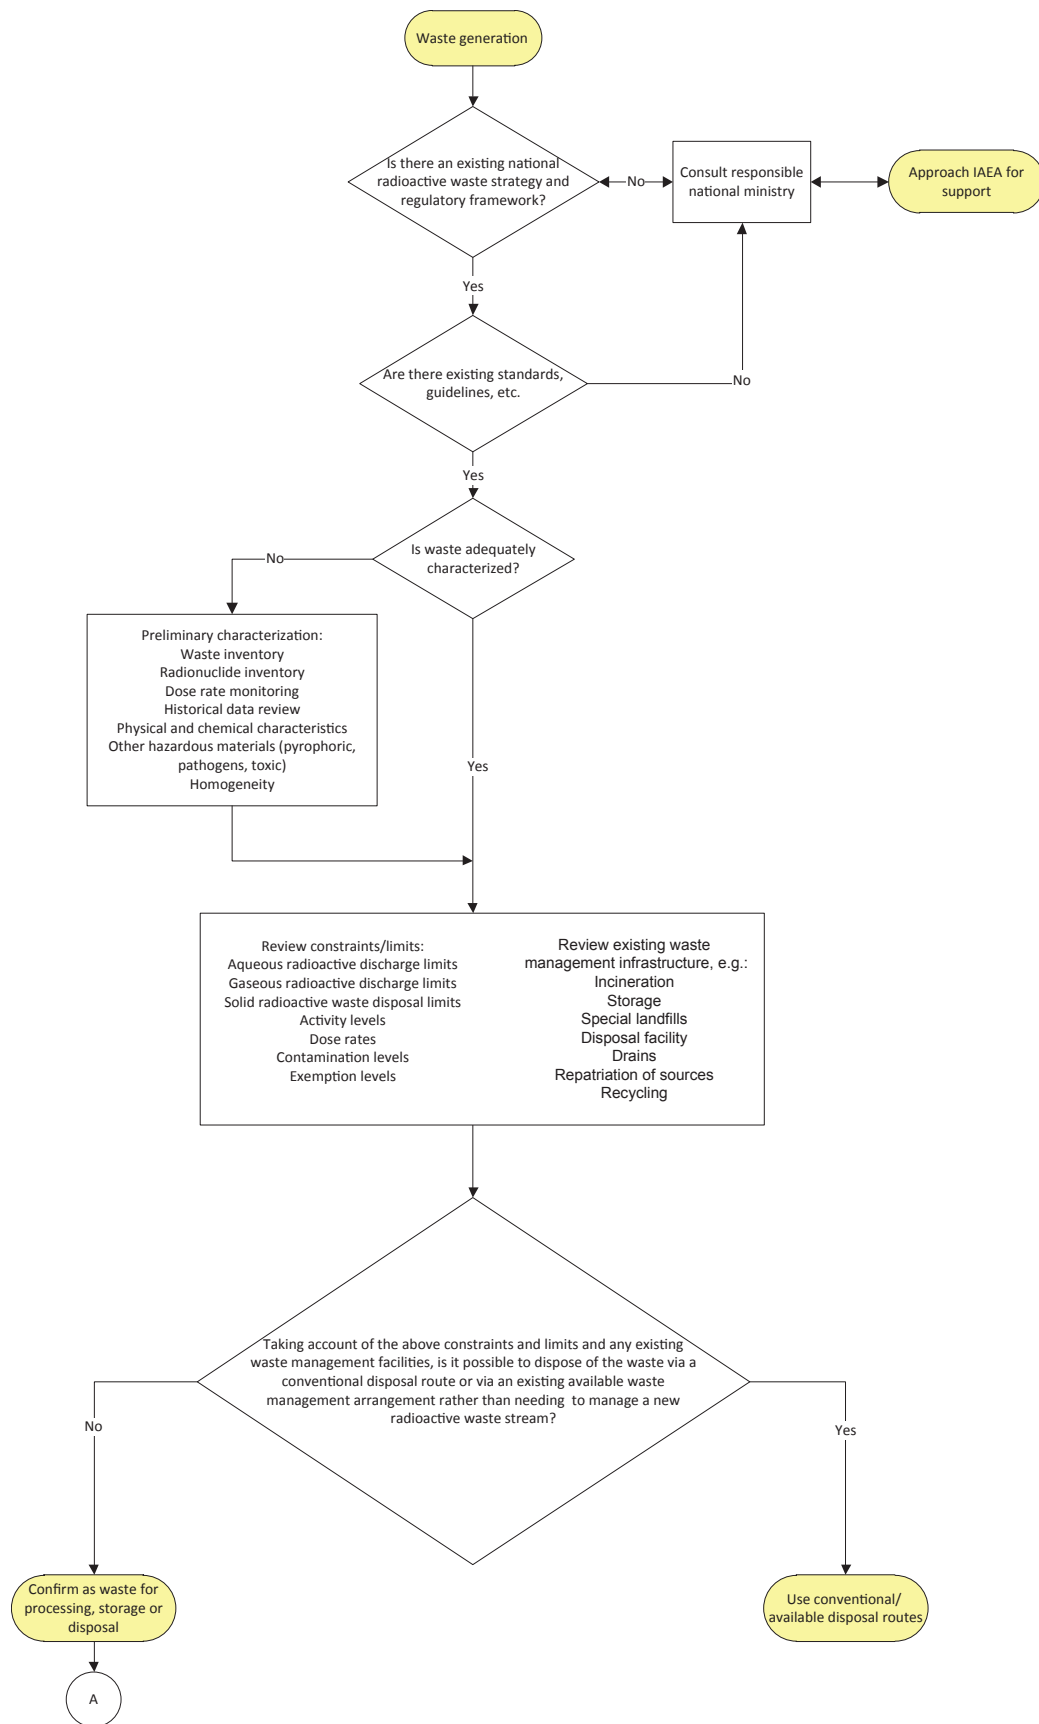 Waste generation
Is there an existing national
radioactive waste strategy and
regulatory framework?
No
Consult responsible
national ministry
Approach IAEA for
support
Yes
Are there existing standards,
guidelines, etc.
No
Yes
Is waste adequately
characterized?
No
Preliminary characterization:
Waste inventory
Radionuclide inventory
Dose rate monitoring
Historical data review
Physical and chemical characteristics
Other hazardous materials (pyrophoric,
pathogens, toxic)
Homogeneity
Yes
Review constraints/limits:
Aqueous radioactive discharge limits
Gaseous radioactive discharge limits
Solid radioactive waste disposal limits
Activity levels
Dose rates
Contamination levels
Exemption levels
Review existing waste
management infrastructure, e.g.:
Incineration
Storage
Special landfills
Disposal facility
Drains
Repatriation of sources
Recycling
Taking account of the above constraints and limits and any existing
waste management facilities, is it possible to dispose of the waste via a
conventional disposal route or via an existing available waste
management arrangement rather than needing to manage a new
radioactive waste stream?
No
Yes
Confirm as waste for
processing, storage or
disposal
Use conventional/
available disposal routes
A